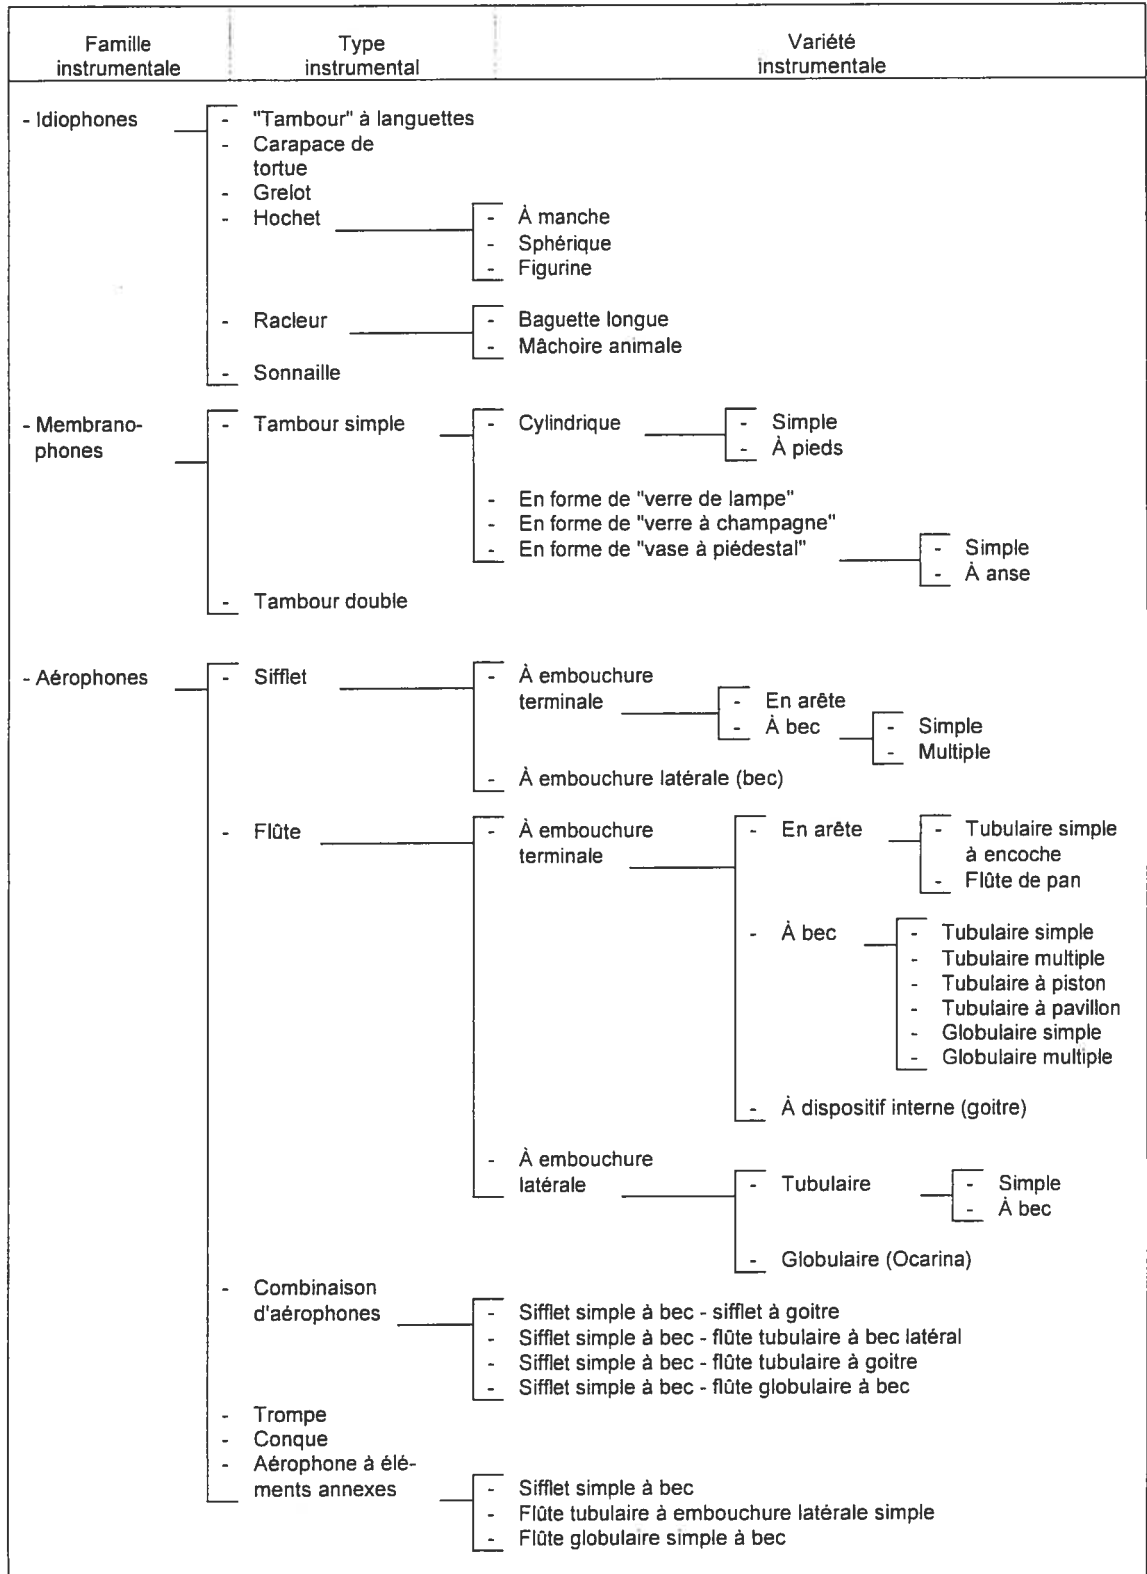 Famille
instrumentale
Type
instrumental
Variété
instrumentale
- Idiophones
- "Tambour" à languettes
- Carapace de
tortue
- Grelot
- Hochet
- À manche
- Sphérique
- Figurine
- Racleur
- Baguette longue
- Mâchoire animale
- Sonnaille
- Membrano-
phones
- Tambour simple
- Cylindrique
- Simple
- À pieds
- En forme de "verre de lampe"
- En forme de "verre à champagne"
- En forme de "vase à piédestal"
- Simple
- À anse
- Tambour double
- Aérophones
- Sifflet
- À embouchure
terminale
- En arête
- À bec
- Simple
- Multiple
- À embouchure latérale (bec)
- Flûte
- À embouchure
terminale
- En arête
- Tubulaire simple
à encoche
- Flûte de pan
- À bec
- Tubulaire simple
- Tubulaire multiple
- Tubulaire à piston
- Tubulaire à pavillon
- Globulaire simple
- Globulaire multiple
- À dispositif interne (goitre)
- À embouchure
latérale
- Tubulaire
- Simple
- À bec
- Globulaire (Ocarina)
- Combinaison
d'aérophones
- Sifflet simple à bec - sifflet à goitre
- Sifflet simple à bec - flûte tubulaire à bec latéral
- Sifflet simple à bec - flûte tubulaire à goitre
- Sifflet simple à bec - flûte globulaire à bec
- Trompe
- Conque
- Aérophone à élé-
ments annexes
- Sifflet simple à bec
- Flûte tubulaire à embouchure latérale simple
- Flûte globulaire simple à bec